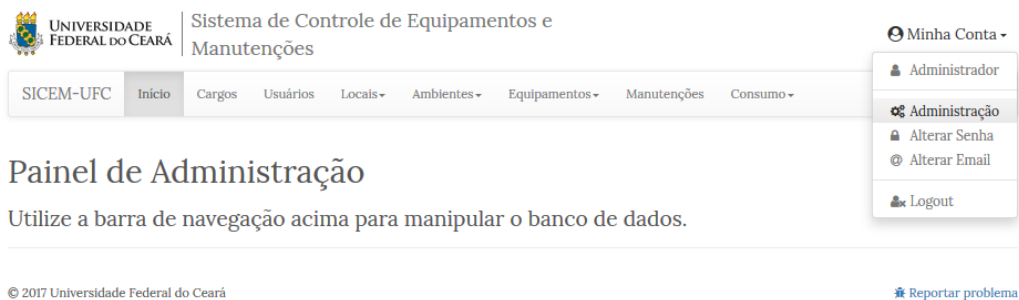 UNIVERSIDADE
FEDERAL DO CEARÁ
Sistema de Controle de Equipamentos e
Manutenções
Minha Conta
SICEM-UFC Início Cargos Usuários Locais Ambientes Equipamentos Manutenções Consumo
Administrador
Administração
Alterar Senha
Alterar Email
Logout
Painel de Administração
Utilize a barra de navegação acima para manipular o banco de dados.
© 2017 Universidade Federal do Ceará
Reportar problema